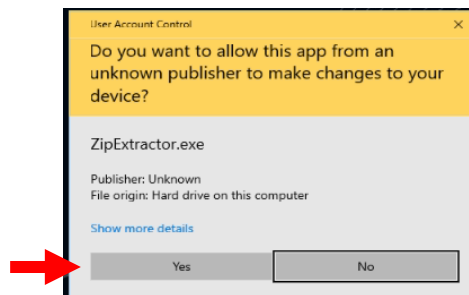 User Account Control
Do you want to allow this app from an
unknown publisher to make changes to your
device?
ZipExtractor.exe
Publisher: Unknown
File origin: Hard drive on this computer
Show more details
Yes No